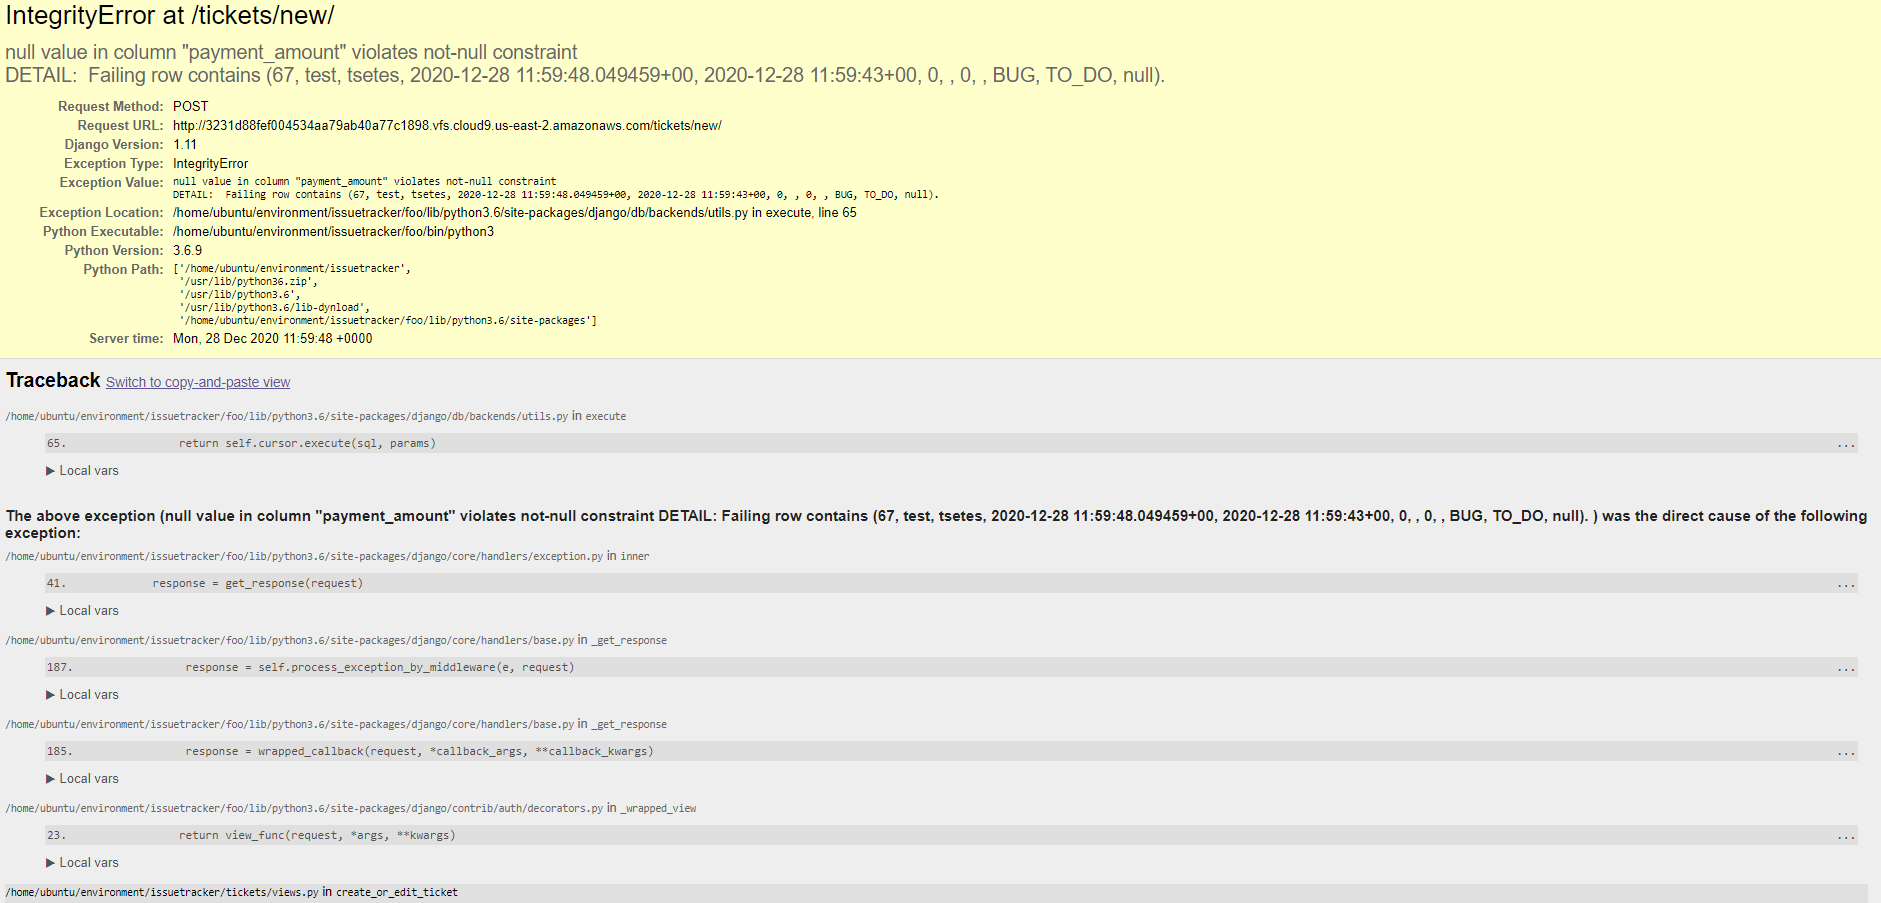 IntegrityError at /tickets/new/
null value in column "payment_amount" violates not-null constraint
DETAIL:  Failing row contains (67, test, tsetes, 2020-12-28 11:59:48.049459+00, 2020-12-28 11:59:43+00, 0, , 0, , BUG, TO_DO, null).
Request Method: POST
Request URL: http://3231d88fef004534aa79ab40a77c1898.vfs.cloud9.us-east-2.amazonaws.com/tickets/new/
Django Version: 1.11
Exception Type: IntegrityError
Exception Value: null value in column "payment_amount" violates not-null constraint
DETAIL:  Failing row contains (67, test, tsetes, 2020-12-28 11:59:48.049459+00, 2020-12-28 11:59:43+00, 0, , 0, , BUG, TO_DO, null).
Exception Location: /home/ubuntu/environment/issuetracker/foo/lib/python3.6/site-packages/django/db/backends/utils.py in execute, line 65
Python Executable: /home/ubuntu/environment/issuetracker/foo/bin/python3
Python Version: 3.6.9
Python Path: ['/home/ubuntu/environment/issuetracker',
'/usr/lib/python36.zip',
'/usr/lib/python3.6',
'/usr/lib/python3.6/lib-dynload',
'/home/ubuntu/environment/issuetracker/foo/lib/python3.6/site-packages']
Server time: Mon, 28 Dec 2020 11:59:48 +0000
Traceback Switch to copy-and-paste view
/home/ubuntu/environment/issuetracker/foo/lib/python3.6/site-packages/django/db/backends/utils.py in execute
65. return self.cursor.execute(sql, params) ...
▶ Local vars
The above exception (null value in column "payment_amount" violates not-null constraint DETAIL: Failing row contains (67, test, tsetes, 2020-12-28 11:59:48.049459+00, 2020-12-28 11:59:43+00, 0, , 0, , BUG, TO_DO, null). ) was the direct cause of the following
exception:
/home/ubuntu/environment/issuetracker/foo/lib/python3.6/site-packages/django/core/handlers/exception.py in inner
41. response = get_response(request) ...
▶ Local vars
/home/ubuntu/environment/issuetracker/foo/lib/python3.6/site-packages/django/core/handlers/base.py in _get_response
187. response = self.process_exception_by_middleware(e, request) ...
▶ Local vars
/home/ubuntu/environment/issuetracker/foo/lib/python3.6/site-packages/django/core/handlers/base.py in _get_response
185. response = wrapped_callback(request, *callback_args, **callback_kwargs) ...
▶ Local vars
/home/ubuntu/environment/issuetracker/foo/lib/python3.6/site-packages/django/contrib/auth/decorators.py in _wrapped_view
23. return view_func(request, *args, **kwargs) ...
▶ Local vars
/home/ubuntu/environment/issuetracker/tickets/views.py in create_or_edit_ticket